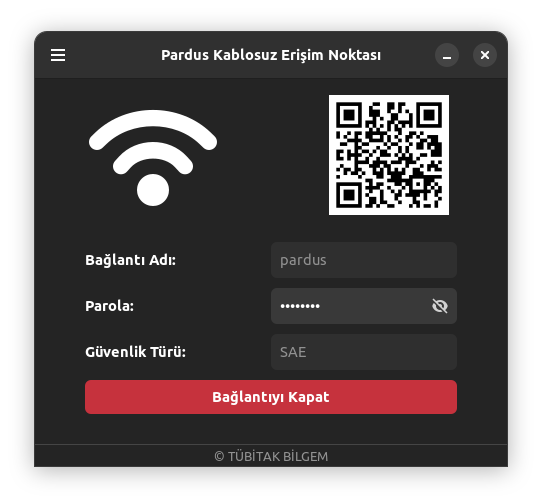 Pardus Kablosuz Erişim Noktası
Bağlantı Adı:
pardus
Parola:
••••••••
Güvenlik Türü:
SAE
Bağlantıyı Kapat
© TÜBİTAK BİLGEM